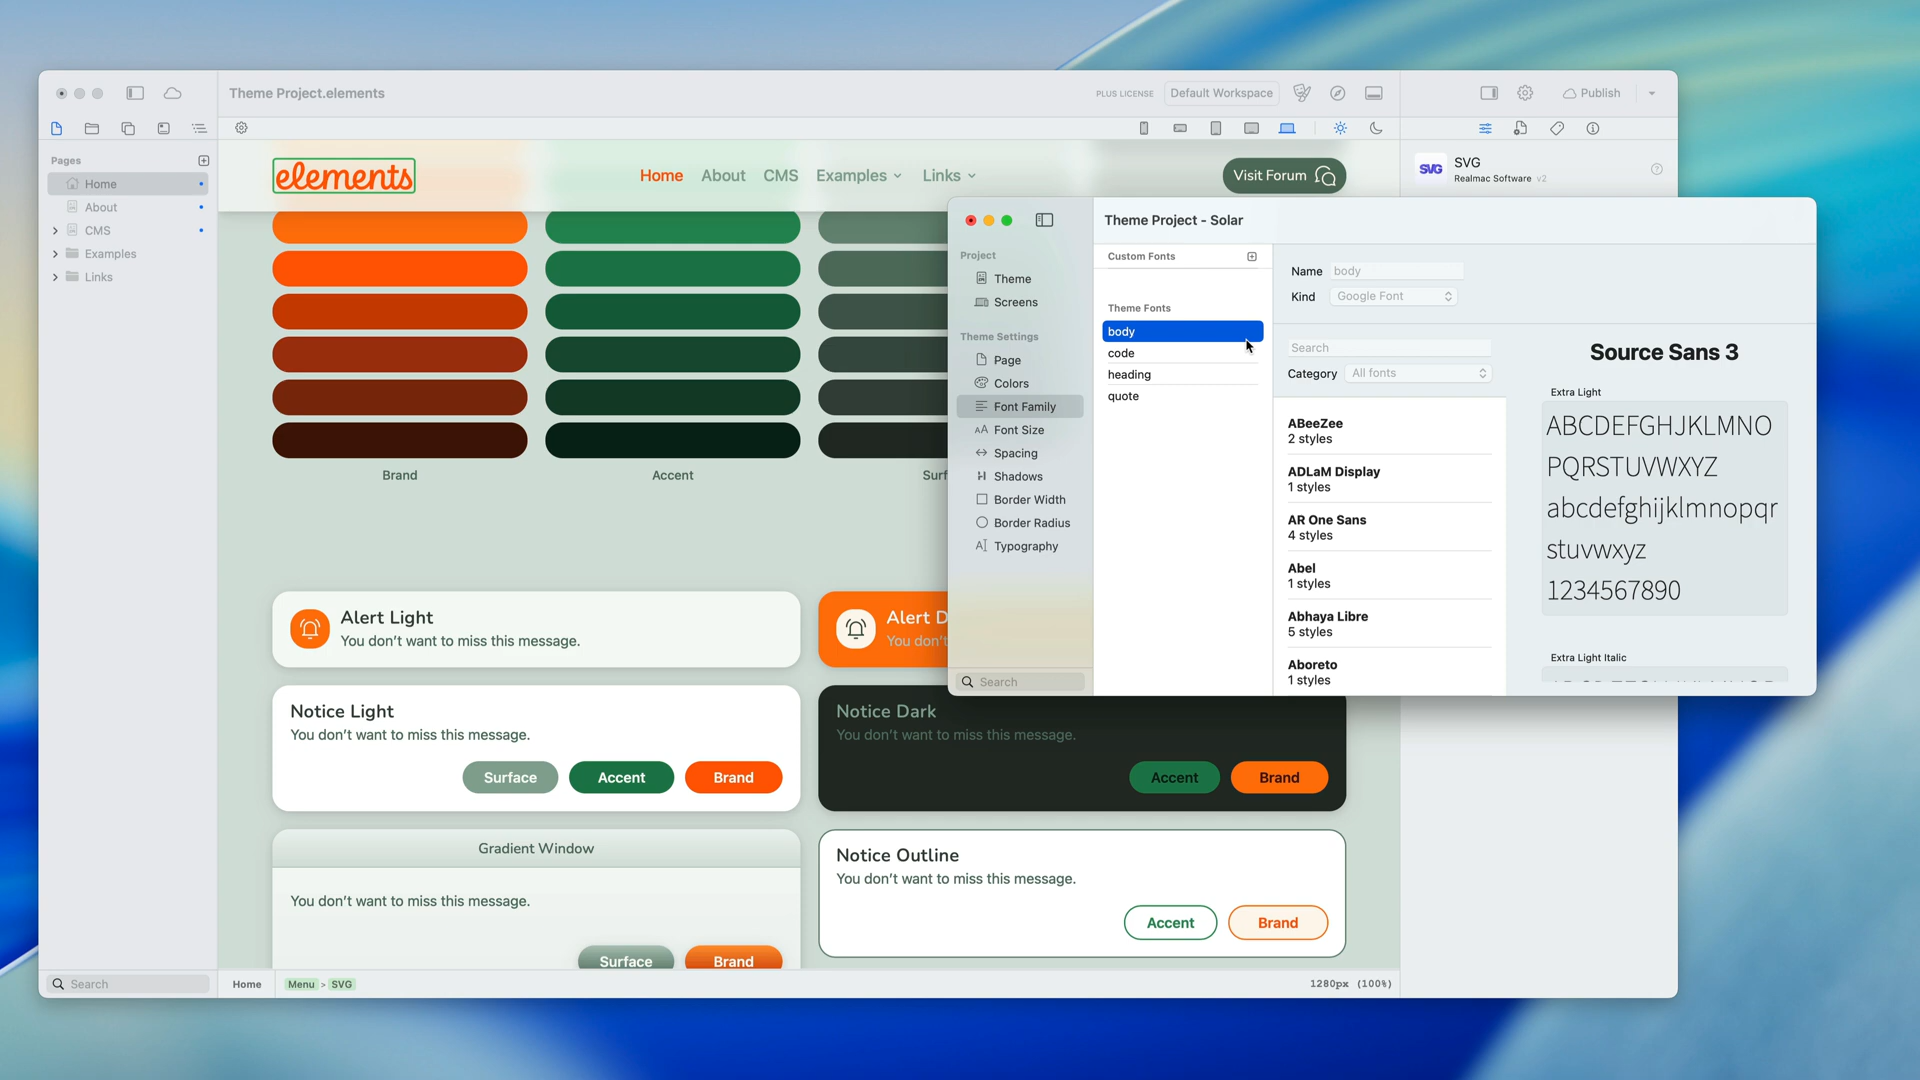 Theme Project.elements
PLUS LICENSE
Default Workspace
Publish
Pages
Home
About
CMS
Examples
Links
Search
elements
Home
About
CMS
Examples
Links
Visit Forum
SVG
SVG
Realmac Software v2
Brand
Accent
Surf
Alert Light
You don't want to miss this message.
Alert D
You don't
Notice Light
You don't want to miss this message.
Surface
Accent
Brand
Notice Dark
You don't want to miss this message.
Accent
Brand
Gradient Window
You don't want to miss this message.
Surface
Brand
Notice Outline
You don't want to miss this message.
Accent
Brand
Home
Menu > SVG
1280px (100%)
Theme Project - Solar
Project
Theme
Screens
Theme Settings
Page
Colors
Font Family
Font Size
Spacing
Shadows
Border Width
Border Radius
Typography
Search
Custom Fonts
Theme Fonts
body
code
heading
quote
Name body
Kind Google Font
Search
Category All fonts
ABeeZee
2 styles
ADLaM Display
1 styles
AR One Sans
4 styles
Abel
1 styles
Abhaya Libre
5 styles
Aboreto
1 styles
Source Sans 3
Extra Light
ABCDEFGHJKLMNO
PQRSTUVWXYZ
abcdefghijklmnopqr
stuvwxyz
1234567890
Extra Light Italic